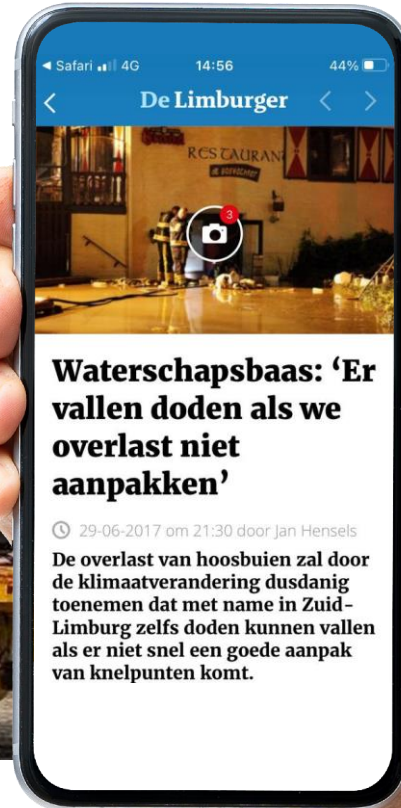 Safari 4G 14:56 44%
De Limburger
RESTAURANT
3
Waterschapsbaas: ‘Er
vallen doden als we
overlast niet
aanpakken’
29-06-2017 om 21:30 door Jan Hensels
De overlast van hoosbuien zal door
de klimaatverandering dusdanig
toenemen dat met name in Zuid-
Limburg zelfs doden kunnen vallen
als er niet snel een goede aanpak
van knelpunten komt.